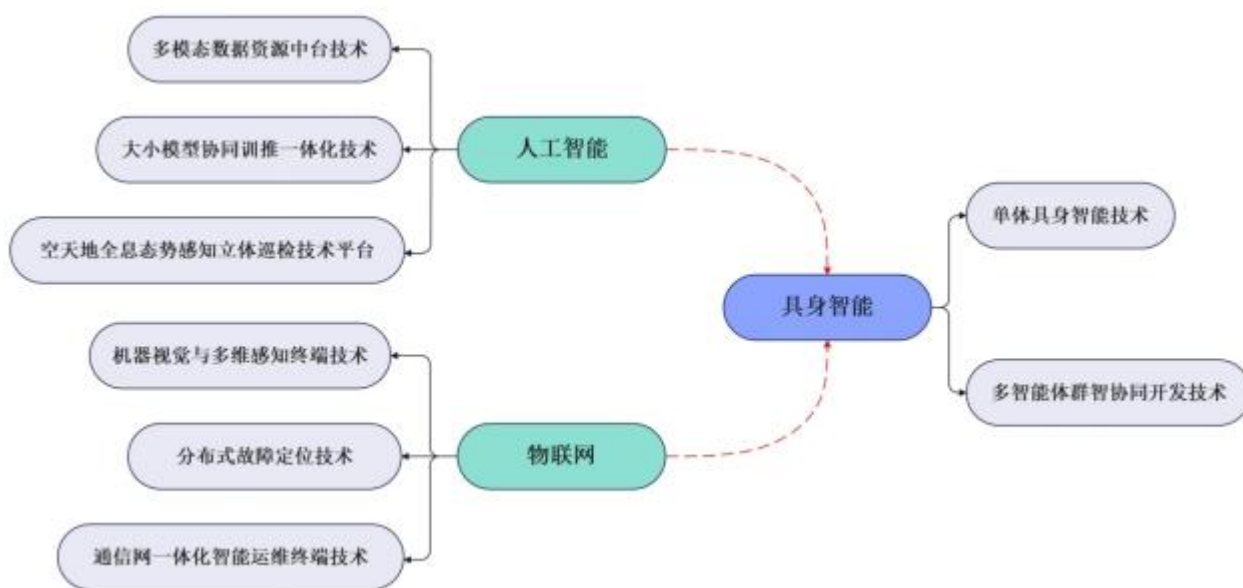 多模态数据资源中台技术
大小模型协同训推一体化技术
空天地全息态势感知立体巡检技术平台
人工智能
机器视觉与多维感知终端技术
分布式故障定位技术
通信网一体化智能运维终端技术
物联网
具身智能
单体具身智能技术
多智能体群智协同开发技术